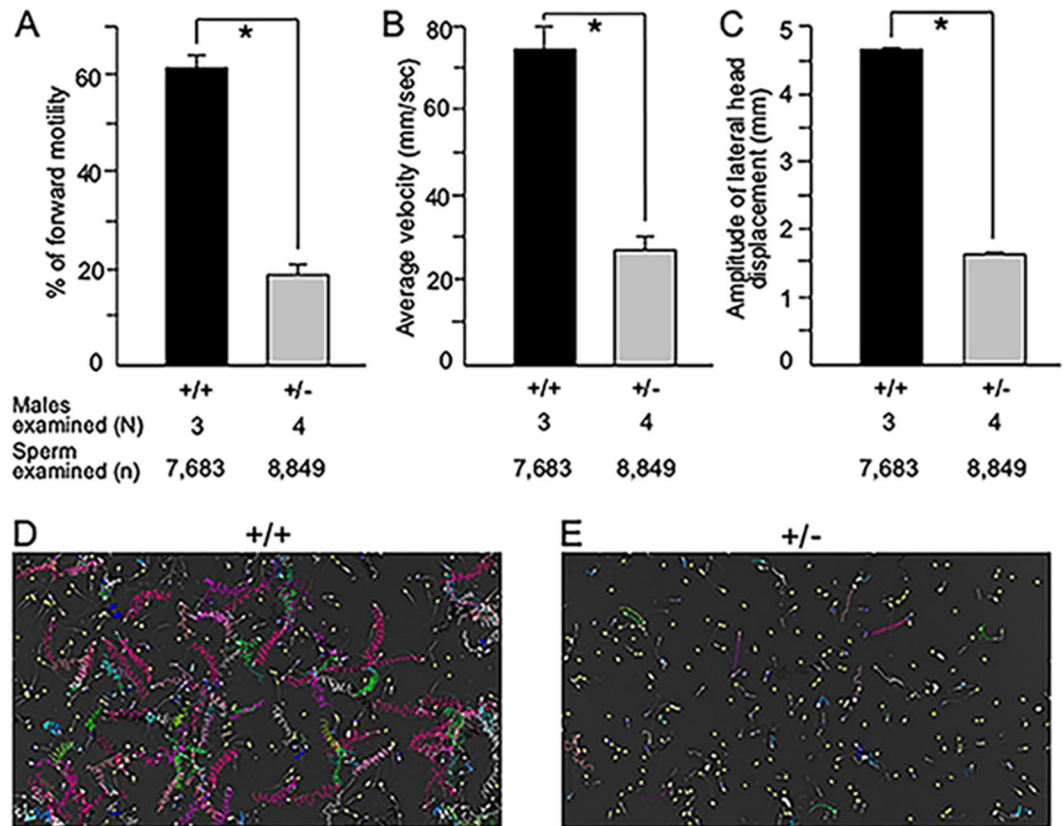 A
% of forward motility
60
40
20
0
*
+/+
+/-
B
Average velocity (mm/sec)
80
60
40
20
0
*
+/+
+/-
C
Amplitude of lateral head
displacement (mm)
5
4
3
2
1
0
*
+/+
+/-
Males
examined (N)
3
4
3
4
3
4
Sperm
examined (n)
7,683
8,849
7,683
8,849
7,683
8,849
D
+/+
E
+/-